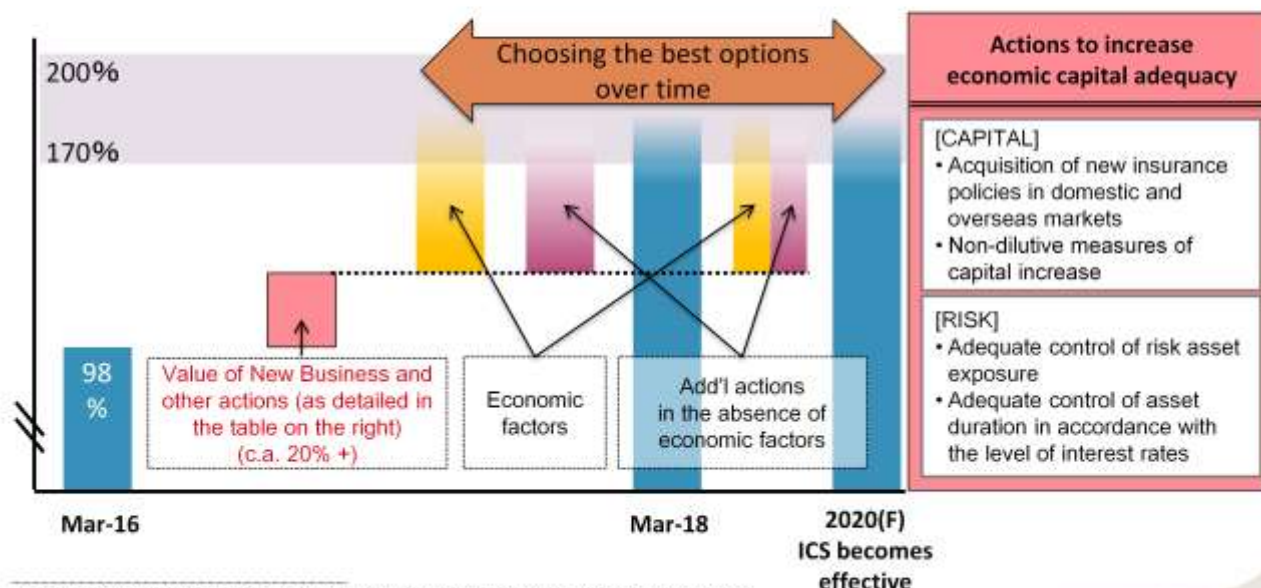 Choosing the best options
over time
200%
170%
98
%
Value of New Business and
other actions (as detailed in
the table on the right)
(c.a. 20% +)
Economic
factors
Add'l actions
in the absence of
economic factors
Mar-16
Mar-18
2020(F)
ICS becomes
effective
Actions to increase
economic capital adequacy
[CAPITAL]
• Acquisition of new insurance
policies in domestic and
overseas markets
• Non-dilutive measures of
capital increase
[RISK]
• Adequate control of risk asset
exposure
• Adequate control of asset
duration in accordance with
the level of interest rates